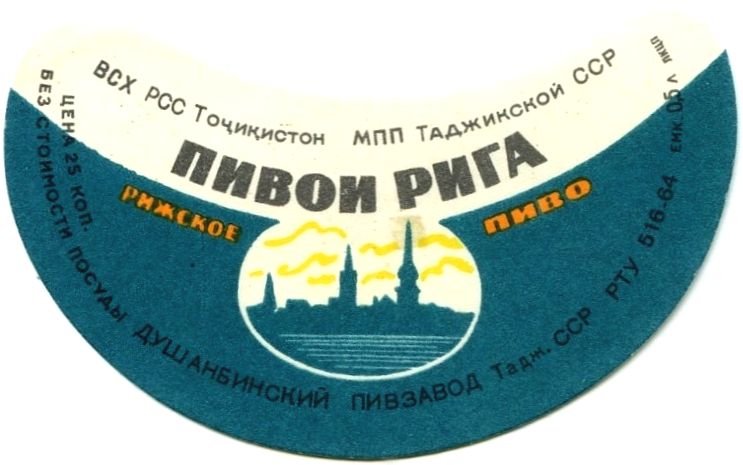 ВСХ РСС Тоҷикистон МПП Таджикской ССР
ПИВОИ РИГА
РИЖСКОЕ ПИВО
ЦЕНА 25 КОП.
БЕЗ СТОИМОСТИ ПОСУДЫ ДУШАНБИНСКИЙ ПИВЗАВОД Тадж. ССР РТУ 516-64 ЕМК. 0,5 л